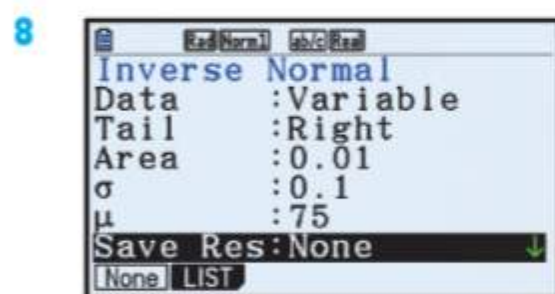 8
Rad Norm1 ab/c Real
Inverse Normal
Data :Variable
Tail :Right
Area :0.01
σ :0.1
μ :75
Save Res:None ↓
None LIST